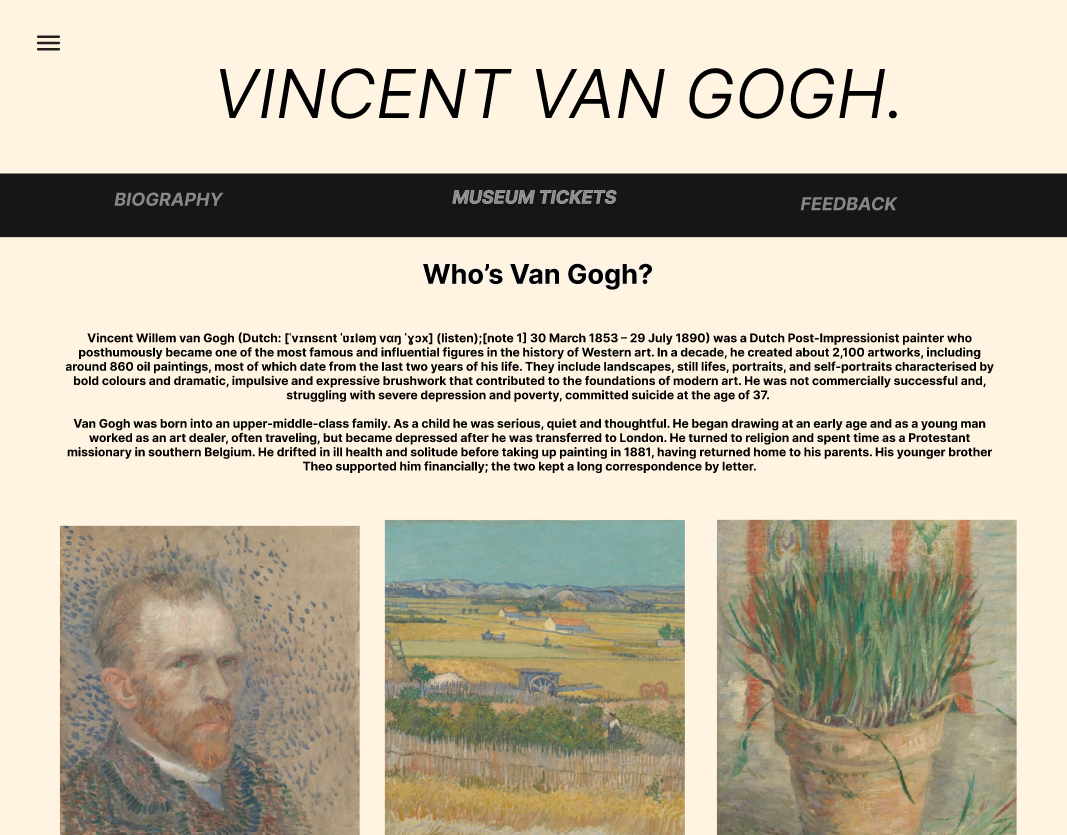 VINCENT VAN GOGH.
BIOGRAPHY
MUSEUM TICKETS
FEEDBACK
Who’s Van Gogh?
Vincent Willem van Gogh (Dutch: [ˈvɪnsɛnt ˈʋɪləɱ vɑŋ ˈɣɔx] (listen);[note 1] 30 March 1853 – 29 July 1890) was a Dutch Post-Impressionist painter who
posthumously became one of the most famous and influential figures in the history of Western art. In a decade, he created about 2,100 artworks, including
around 860 oil paintings, most of which date from the last two years of his life. They include landscapes, still lifes, portraits, and self-portraits characterised by
bold colours and dramatic, impulsive and expressive brushwork that contributed to the foundations of modern art. He was not commercially successful and,
struggling with severe depression and poverty, committed suicide at the age of 37.
Van Gogh was born into an upper-middle-class family. As a child he was serious, quiet and thoughtful. He began drawing at an early age and as a young man
worked as an art dealer, often traveling, but became depressed after he was transferred to London. He turned to religion and spent time as a Protestant
missionary in southern Belgium. He drifted in ill health and solitude before taking up painting in 1881, having returned home to his parents. His younger brother
Theo supported him financially; the two kept a long correspondence by letter.